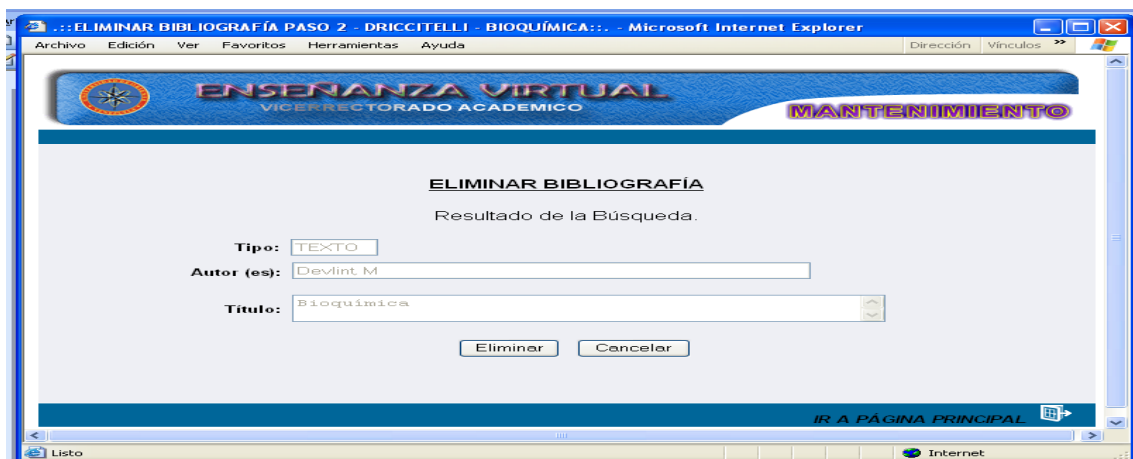 .::ELIMINAR BIBLIOGRAFÍA PASO 2 - DRICCITELLI - BIOQUÍMICA::. - Microsoft Internet Explorer
Archivo Edición Ver Favoritos Herramientas Ayuda Dirección Vínculos »
ENSEÑANZA VIRTUAL
VICERRECTORADO ACADEMICO
MANTENIMIENTO
ELIMINAR BIBLIOGRAFÍA
Resultado de la Búsqueda.
Tipo: TEXTO
Autor (es): Devlint, M
Título: Bioquímica
Eliminar Cancelar
IR A PÁGINA PRINCIPAL
Listo Internet